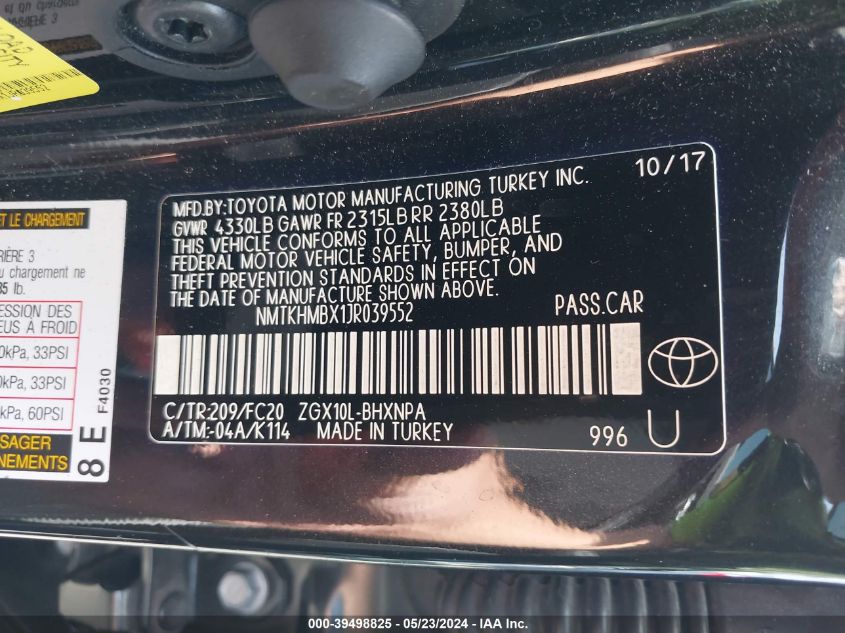 10/17
MFD.BY:TOYOTA MOTOR MANUFACTURING TURKEY INC.
GVWR 4330LB GAWR FR 2315LB RR 2380LB
THIS VEHICLE CONFORMS TO ALL APPLICABLE
FEDERAL MOTOR VEHICLE SAFETY, BUMPER, AND
THEFT PREVENTION STANDARDS IN EFFECT ON
THE DATE OF MANUFACTURE SHOWN ABOVE.
NMTKHMBX1JR039552 PASS.CAR
C/TR:209/FC20 ZGX10L-BHXNPA
A/TM:-04A/K114 MADE IN TURKEY 996 U
ET LE CHARGEMENT
RIÈRE 3
u chargement ne
35 lb.
ESSION DES
EUS A FROID
0kPa, 33PSI
0kPa, 33PSI
kPa, 60PSI
SAGER
NEMENTS
8 E F4030
000-39498825 - 05/23/2024 - IAA Inc.